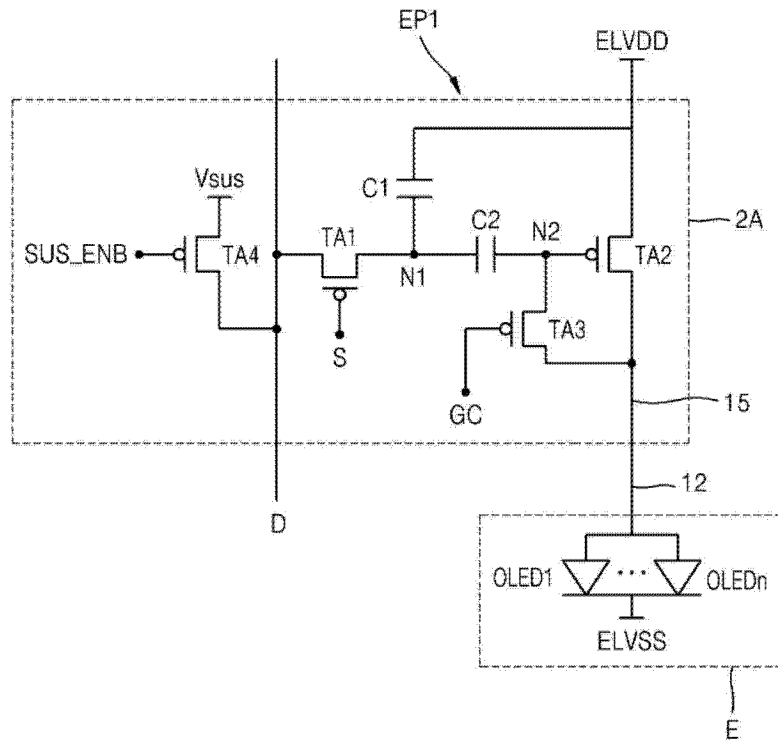 EP1
ELVDD
Vsus
C1
2A
SUS_ENB
TA4
TA1
N1
C2
N2
TA2
TA3
S
GC
15
12
D
OLED1
...
OLEDn
ELVSS
E